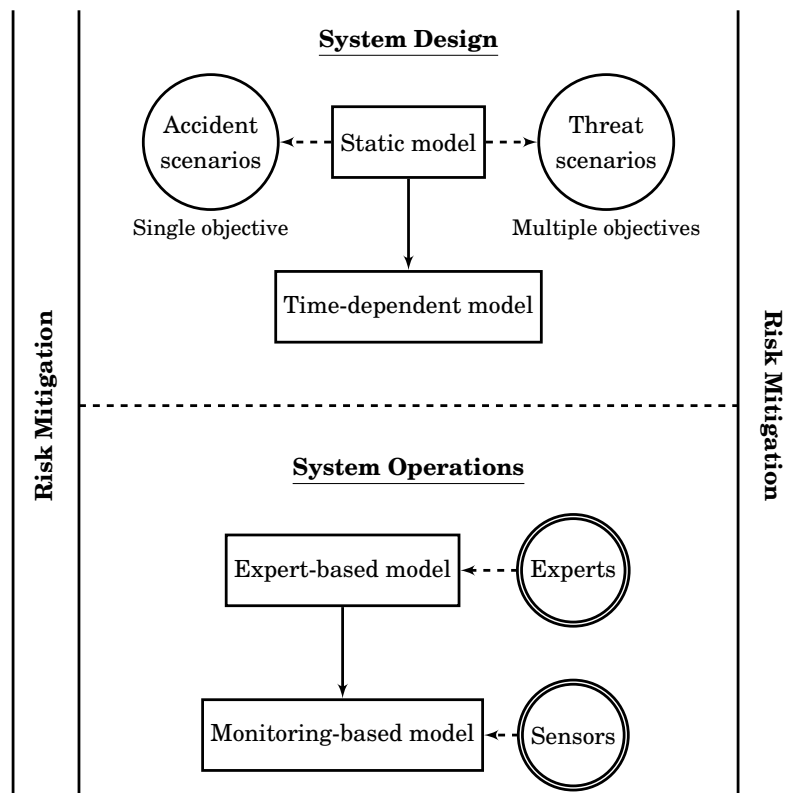 System Design
Accident
scenarios
Static model
Threat
scenarios
Single objective
Multiple objectives
Time-dependent model
Risk Mitigation
Risk Mitigation
System Operations
Expert-based model
Experts
Monitoring-based model
Sensors